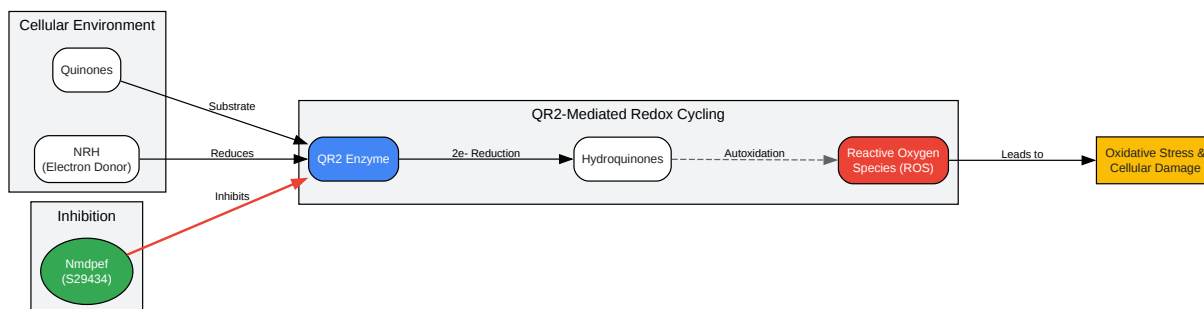 Cellular Environment
Quinones
NRH
(Electron Donor)
Inhibition
Nmdpef
(S29434)
Substrate
Reduces
Inhibits
QR2-Mediated Redox Cycling
QR2 Enzyme
2e- Reduction
Hydroquinones
Autoxidation
Reactive Oxygen
Species (ROS)
Leads to
Oxidative Stress &
Cellular Damage